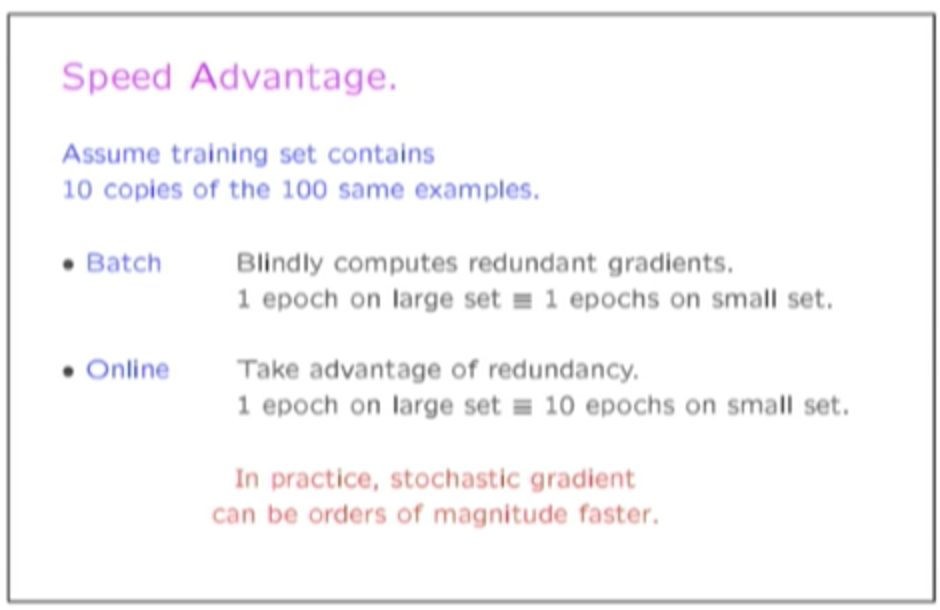 Speed Advantage.
Assume training set contains
10 copies of the 100 same examples.
• Batch Blindly computes redundant gradients.
1 epoch on large set ≡ 1 epochs on small set.
• Online Take advantage of redundancy.
1 epoch on large set ≡ 10 epochs on small set.
In practice, stochastic gradient
can be orders of magnitude faster.